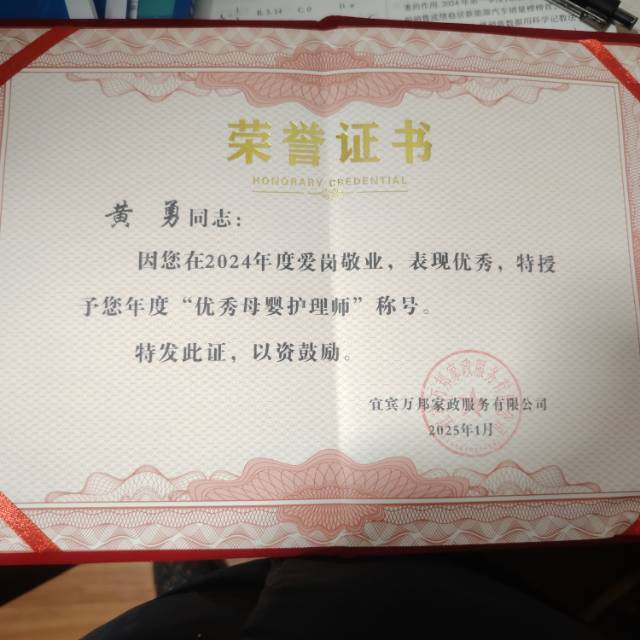 B.3.14 C.0
荣誉证书
HONORARY CREDENTIAL
黄 勇同志：
因您在2024年度爱岗敬业，表现优秀，特授
予您年度“优秀母婴护理师”称号。
特发此证，以资鼓励。
宜宾万邦家政服务有限公司
2025年1月